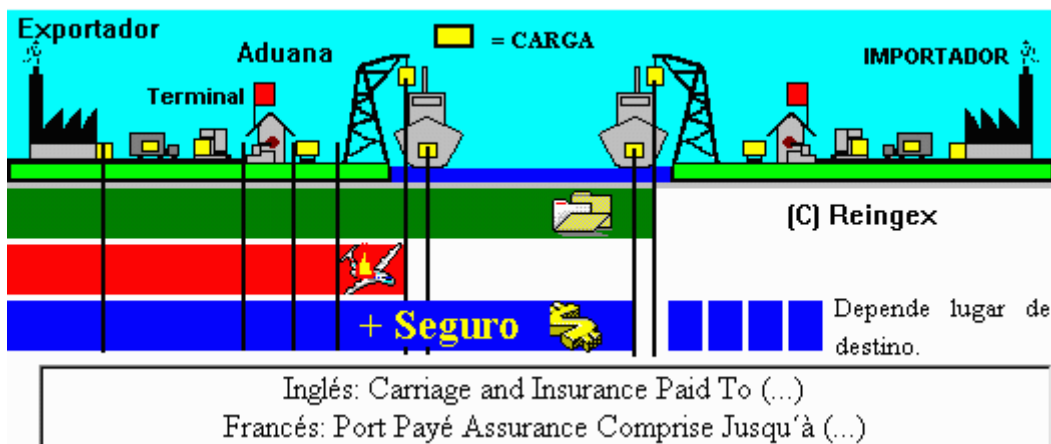 Exportador
Aduana
= CARGA
IMPORTADOR
Terminal
(C) Reingex
+ Seguro
Depende lugar de
destino.
Inglés: Carriage and Insurance Paid To (...)
Francés: Port Payé Assurance Comprise Jusqu´à (...)